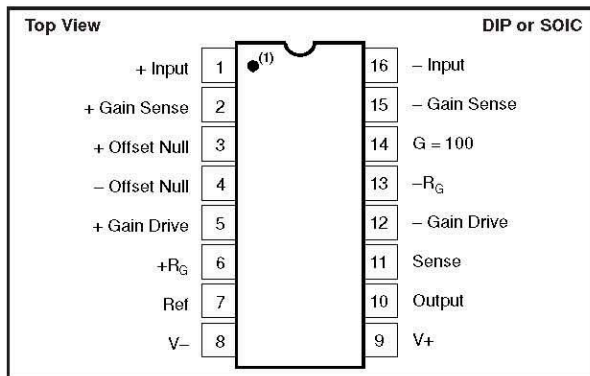 Top View DIP or SOIC
(1)
+ Input 1 16 – Input
+ Gain Sense 2 15 – Gain Sense
+ Offset Null 3 14 G = 100
– Offset Null 4 13 –RG
+ Gain Drive 5 12 – Gain Drive
+RG 6 11 Sense
Ref 7 10 Output
V– 8 9 V+